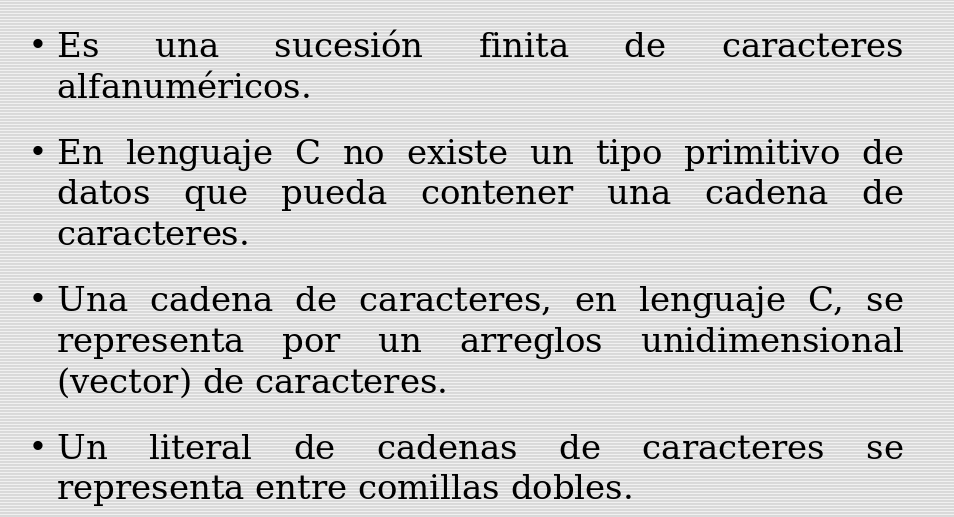 • Es una sucesión finita de caracteres
alfanuméricos.
• En lenguaje C no existe un tipo primitivo de
datos que pueda contener una cadena de
caracteres.
• Una cadena de caracteres, en lenguaje C, se
representa por un arreglos unidimensional
(vector) de caracteres.
• Un literal de cadenas de caracteres se
representa entre comillas dobles.